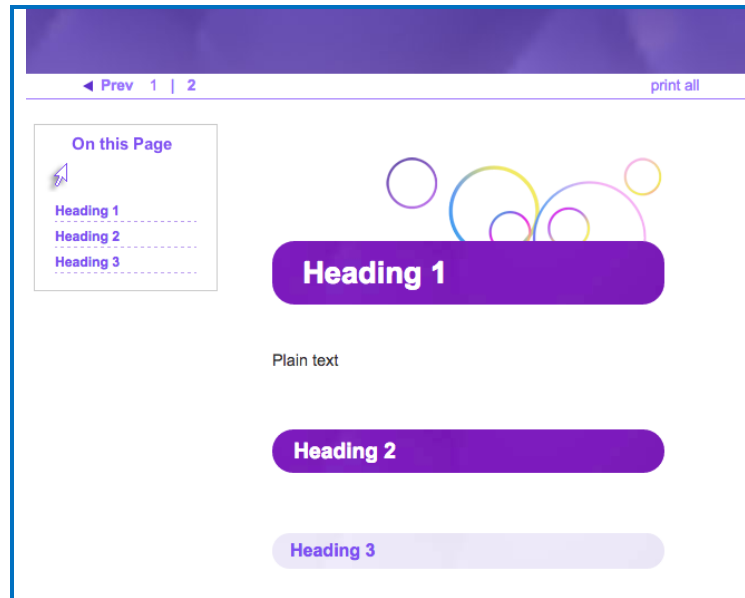 ◄ Prev 1 | 2 print all
On this Page
Heading 1
Heading 2
Heading 3
Heading 1
Plain text
Heading 2
Heading 3